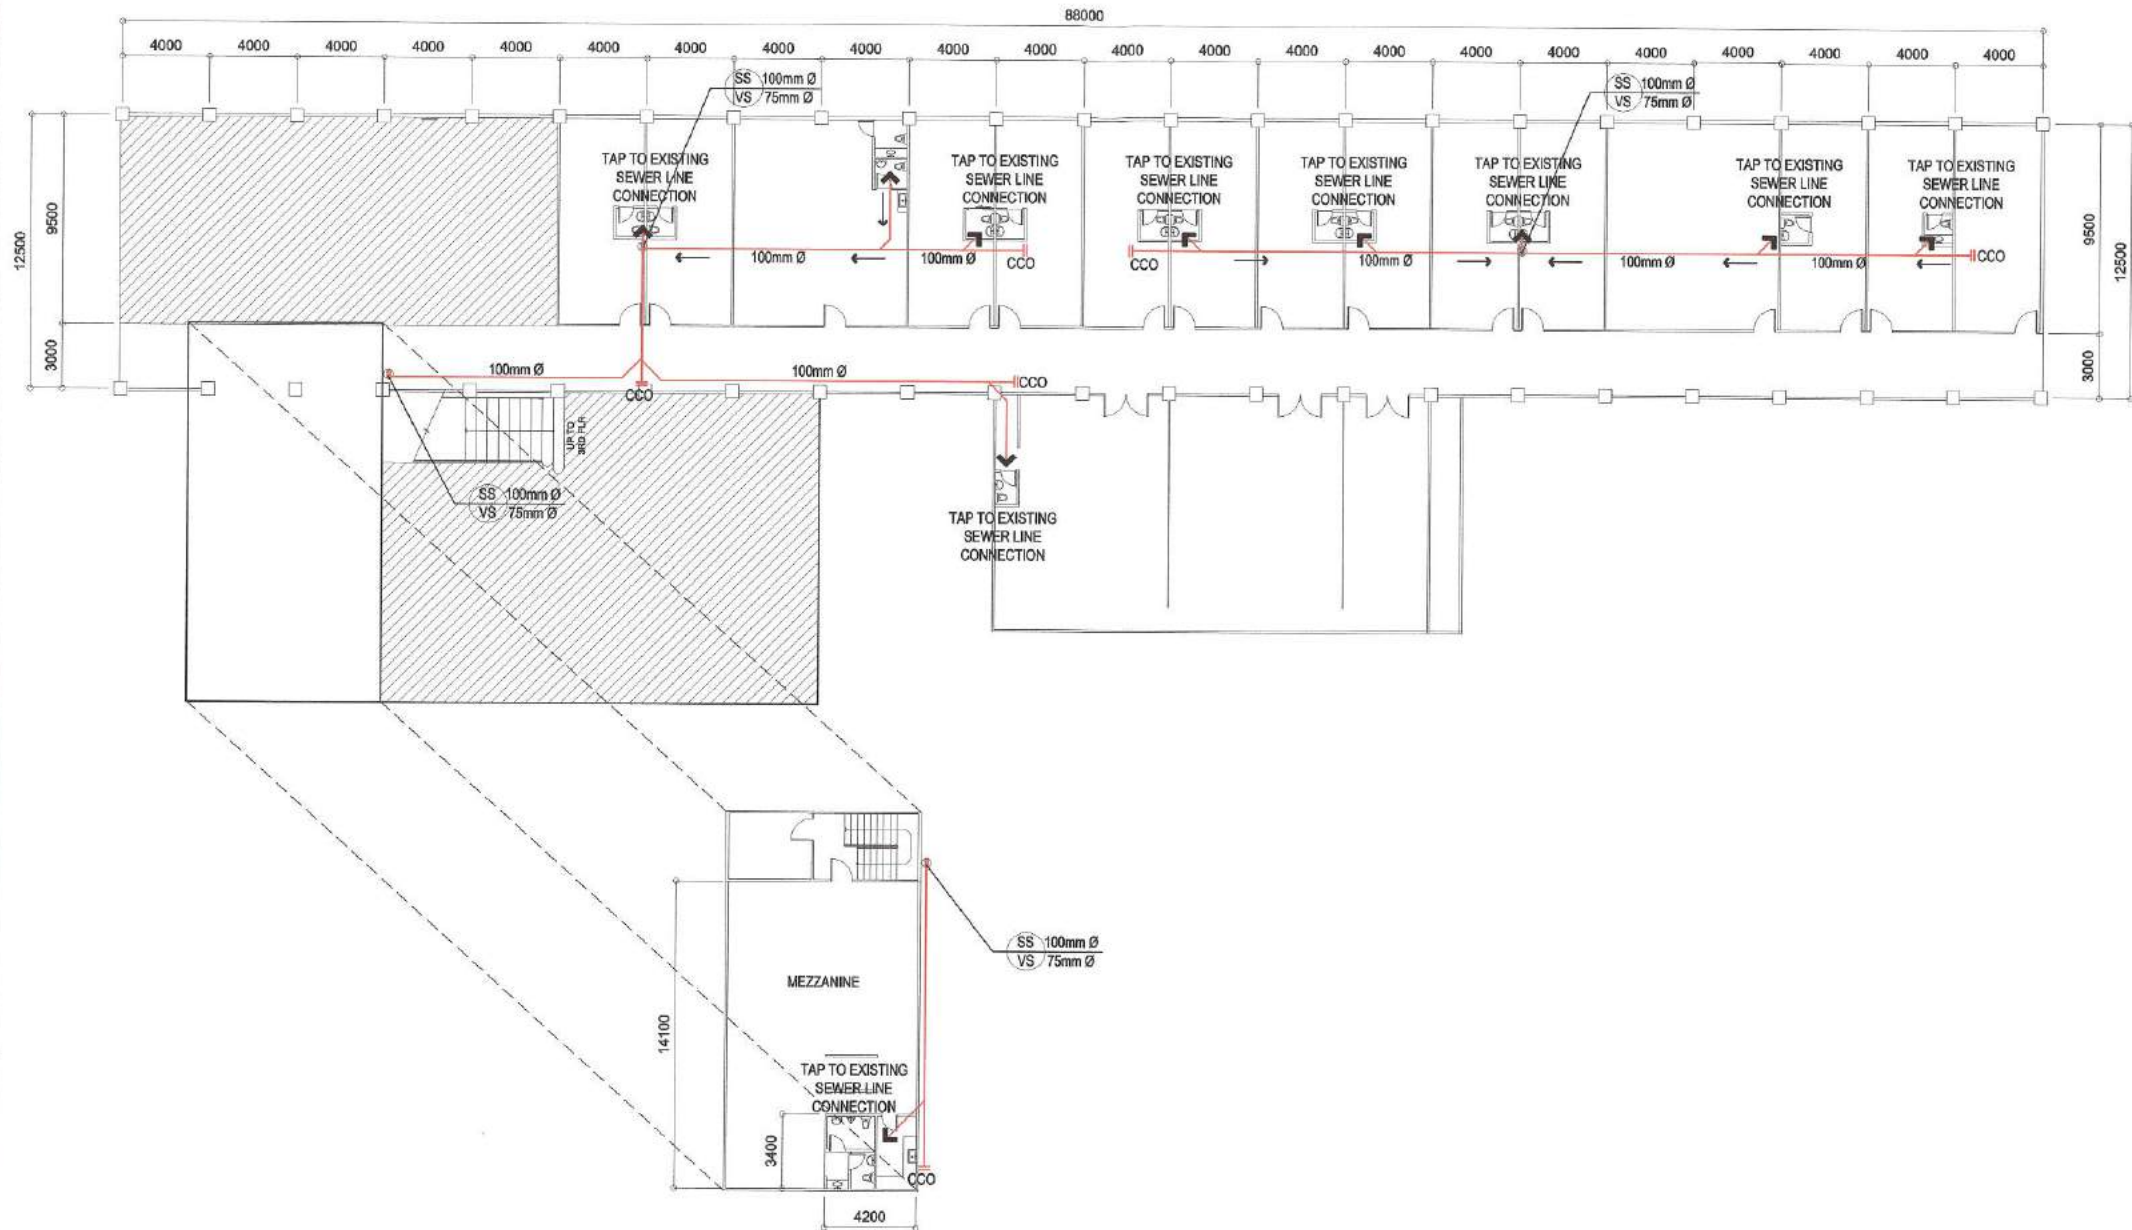 88000
4000 4000 4000 4000 4000 4000 4000 4000 4000 4000 4000 4000 4000 4000 4000 4000 4000 4000 4000 4000 4000 4000
SS 100mm Ø
VS 75mm Ø
SS 100mm Ø
VS 75mm Ø
12500
9500
3000
TAP TO EXISTING
SEWER LINE
CONNECTION
TAP TO EXISTING
SEWER LINE
CONNECTION
TAP TO EXISTING
SEWER LINE
CONNECTION
TAP TO EXISTING
SEWER LINE
CONNECTION
TAP TO EXISTING
SEWER LINE
CONNECTION
TAP TO EXISTING
SEWER LINE
CONNECTION
TAP TO EXISTING
SEWER LINE
CONNECTION
9500
12500
3000
100mm Ø
100mm Ø
CCO
CCO
100mm Ø
100mm Ø
100mm Ø
CCO
100mm Ø
100mm Ø
CCO
CCO
UP TO
3RD FLR
SS 100mm Ø
VS 75mm Ø
TAP TO EXISTING
SEWER LINE
CONNECTION
SS 100mm Ø
VS 75mm Ø
MEZZANINE
14100
TAP TO EXISTING
SEWER LINE
CONNECTION
3400
CCO
4200